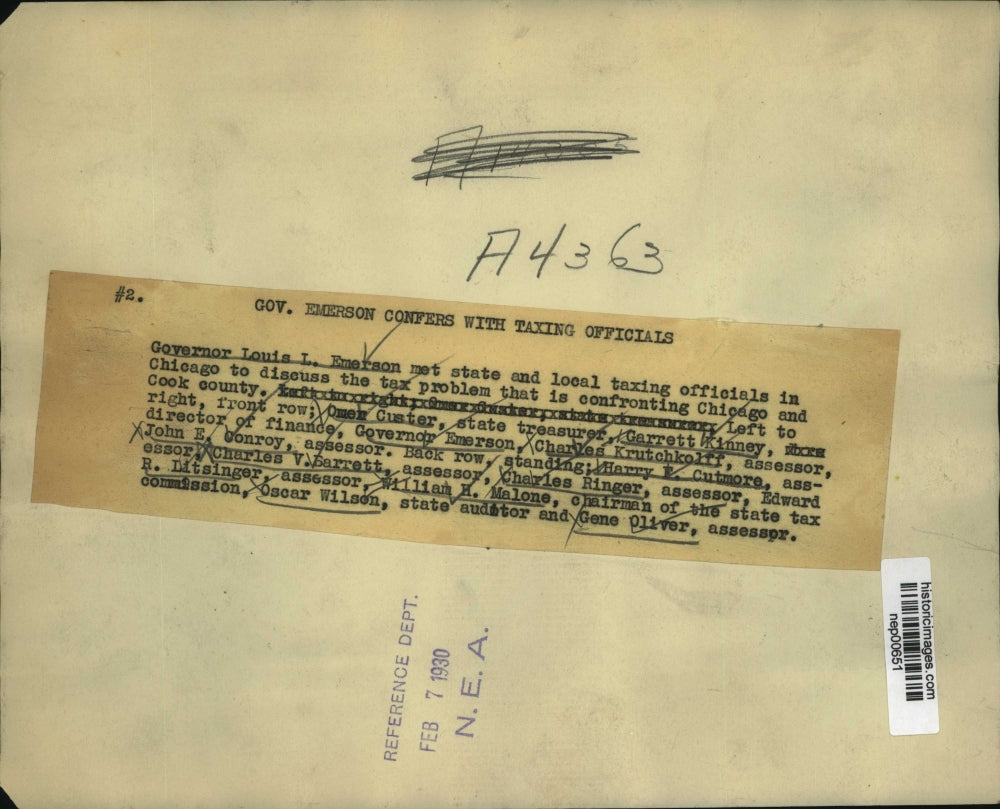 A4363
#2.
GOV. EMERSON CONFERS WITH TAXING OFFICIALS
Governor Louis L. Emerson met state and local taxing officials in
Chicago to discuss the tax problem that is confronting Chicago and
Cook county. Left to
right, front row; Omer Custer, state treasurer, Garrett Kinney,
director of finance, Governor Emerson, Charles Krutchkolff, assessor,
John E. Conroy, assessor. Back row, standing; Harry E. Cutmore, ass-
essor, Charles V. Barrett, assessor, Charles Ringer, assessor, Edward
R. Litsinger, assessor, William H. Malone, chairman of the state tax
commission, Oscar Wilson, state auditor and Gene Oliver, assessor.
REFERENCE DEPT.
FEB 7 1930
N. E. A.
historicimages.com
nep00651